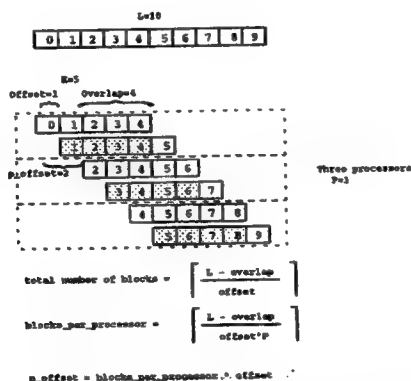 L=10
0 1 2 3 4 5 6 7 8 9
K=5
Offset=1 Overlap=4
0 1 2 3 4
1 2 3 4 5
p_offset=2 2 3 4 5 6
Three processors
3 4 5 6 7
P=3
4 5 6 7 8
5 6 7 8 9
total number of blocks = L - overlap
offset
blocks_par_processor = L - overlap
offset*P
p_offset = blocks_par_processor * offset